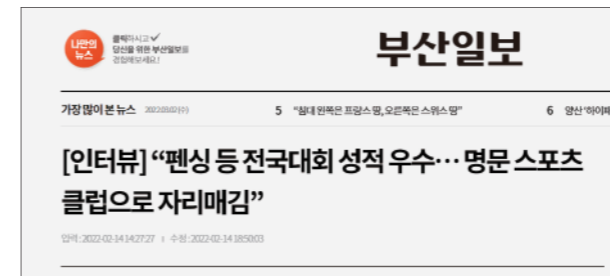 나만의
뉴스
클릭하시고
당신을 위한 부산일보를
경험해보세요!
부산일보
가장 많이 본 뉴스 2022.03.02(수) 5 “침대 왼쪽은 프랑스 땅, 오른쪽은 스위스 땅” 6 양산 ‘하이패
[인터뷰] “펜싱 등 전국대회 성적 우수… 명문 스포츠
클럽으로 자리매김”
입력 : 2022-02-14 14:27:27 수정 : 2022-02-14 18:50:03